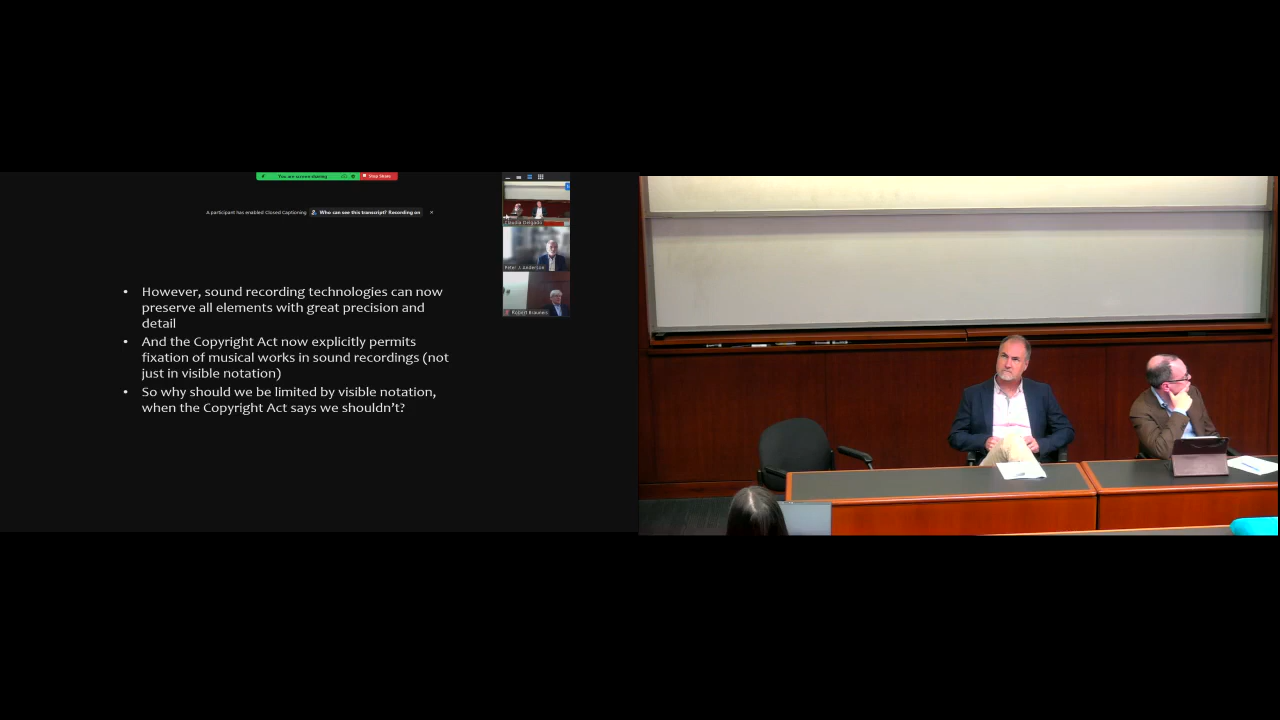 You are screen sharing
Stop Share
A participant has enabled Closed Captioning
Who can see this transcript? Recording on
Claudia Delgado
Peter J. Anderson
Robert Brauneis
• However, sound recording technologies can now
preserve all elements with great precision and
detail
• And the Copyright Act now explicitly permits
fixation of musical works in sound recordings (not
just in visible notation)
• So why should we be limited by visible notation,
when the Copyright Act says we shouldn't?